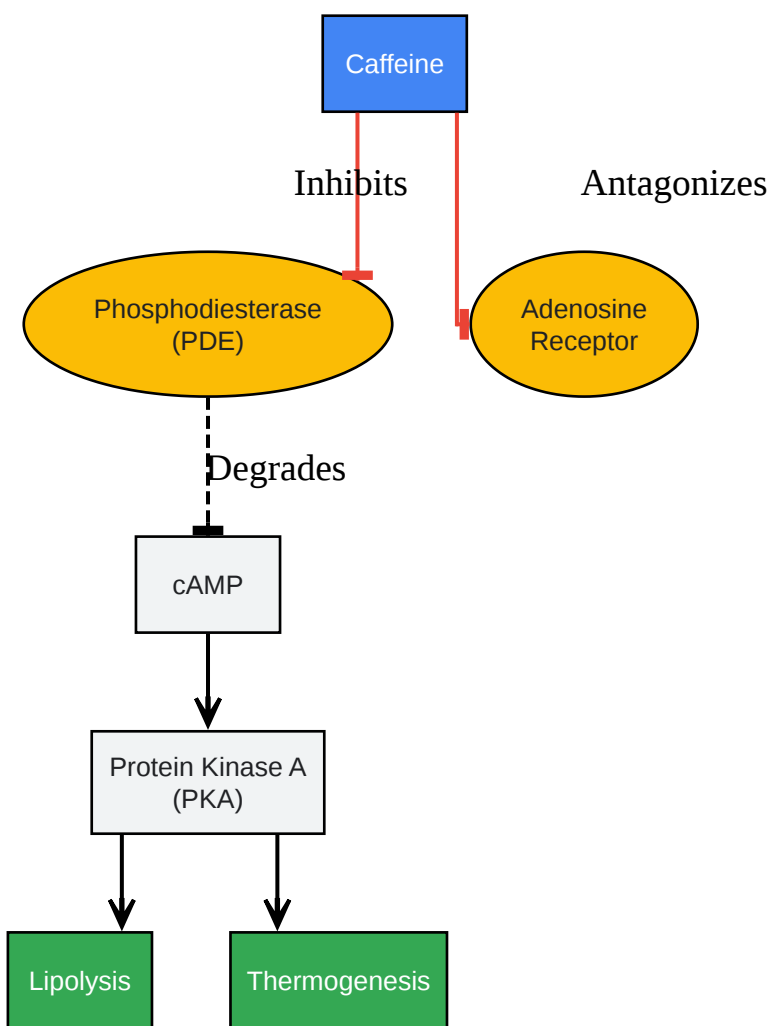 Caffeine
Inhibits
Antagonizes
Phosphodiesterase
(PDE)
Adenosine
Receptor
Degrades
cAMP
Protein Kinase A
(PKA)
Lipolysis
Thermogenesis